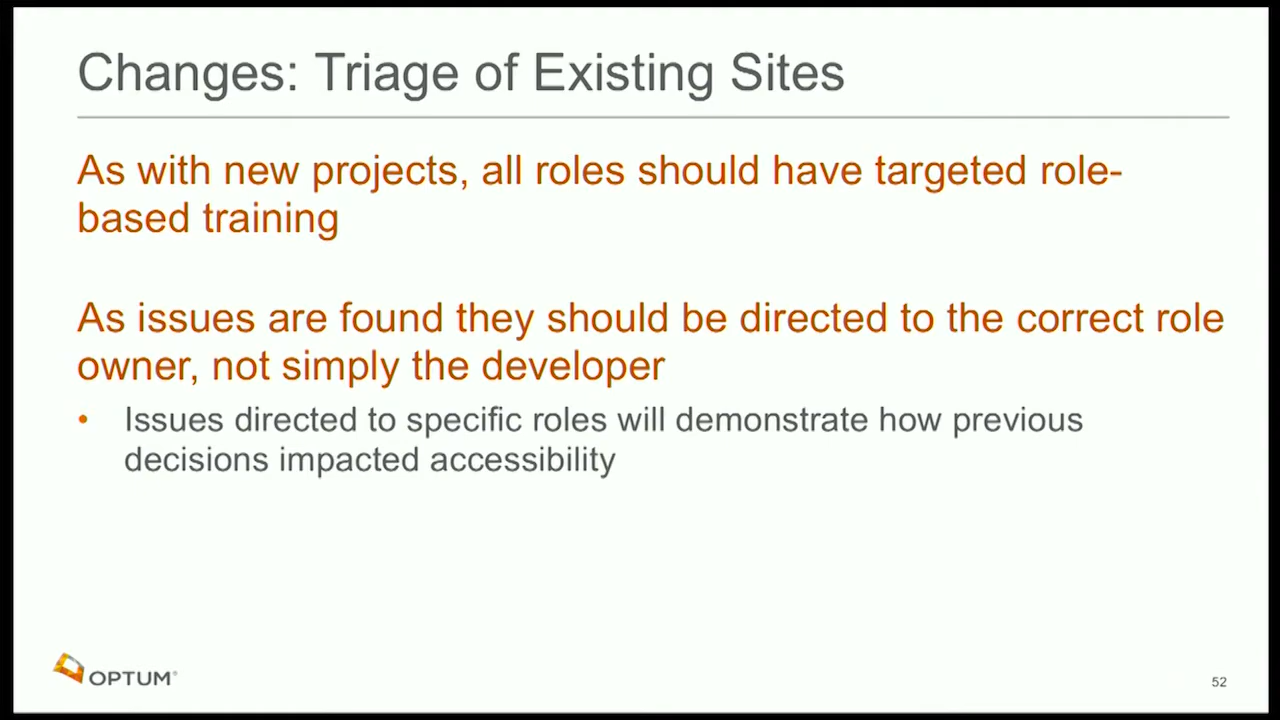 Changes: Triage of Existing Sites
As with new projects, all roles should have targeted role-
based training
As issues are found they should be directed to the correct role
owner, not simply the developer
• Issues directed to specific roles will demonstrate how previous
decisions impacted accessibility
OPTUM®
52